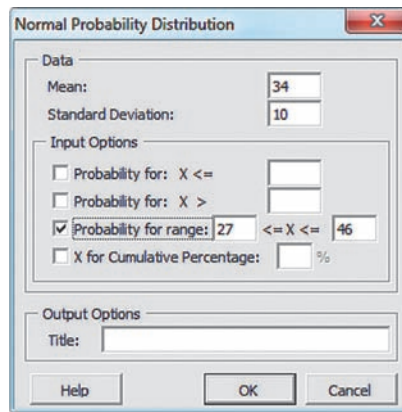 Normal Probability Distribution
Data
Mean: 34
Standard Deviation: 10
Input Options
Probability for: X <=
Probability for: X >
Probability for range: 27 <= X <= 46
X for Cumulative Percentage: %
Output Options
Title:
Help OK Cancel